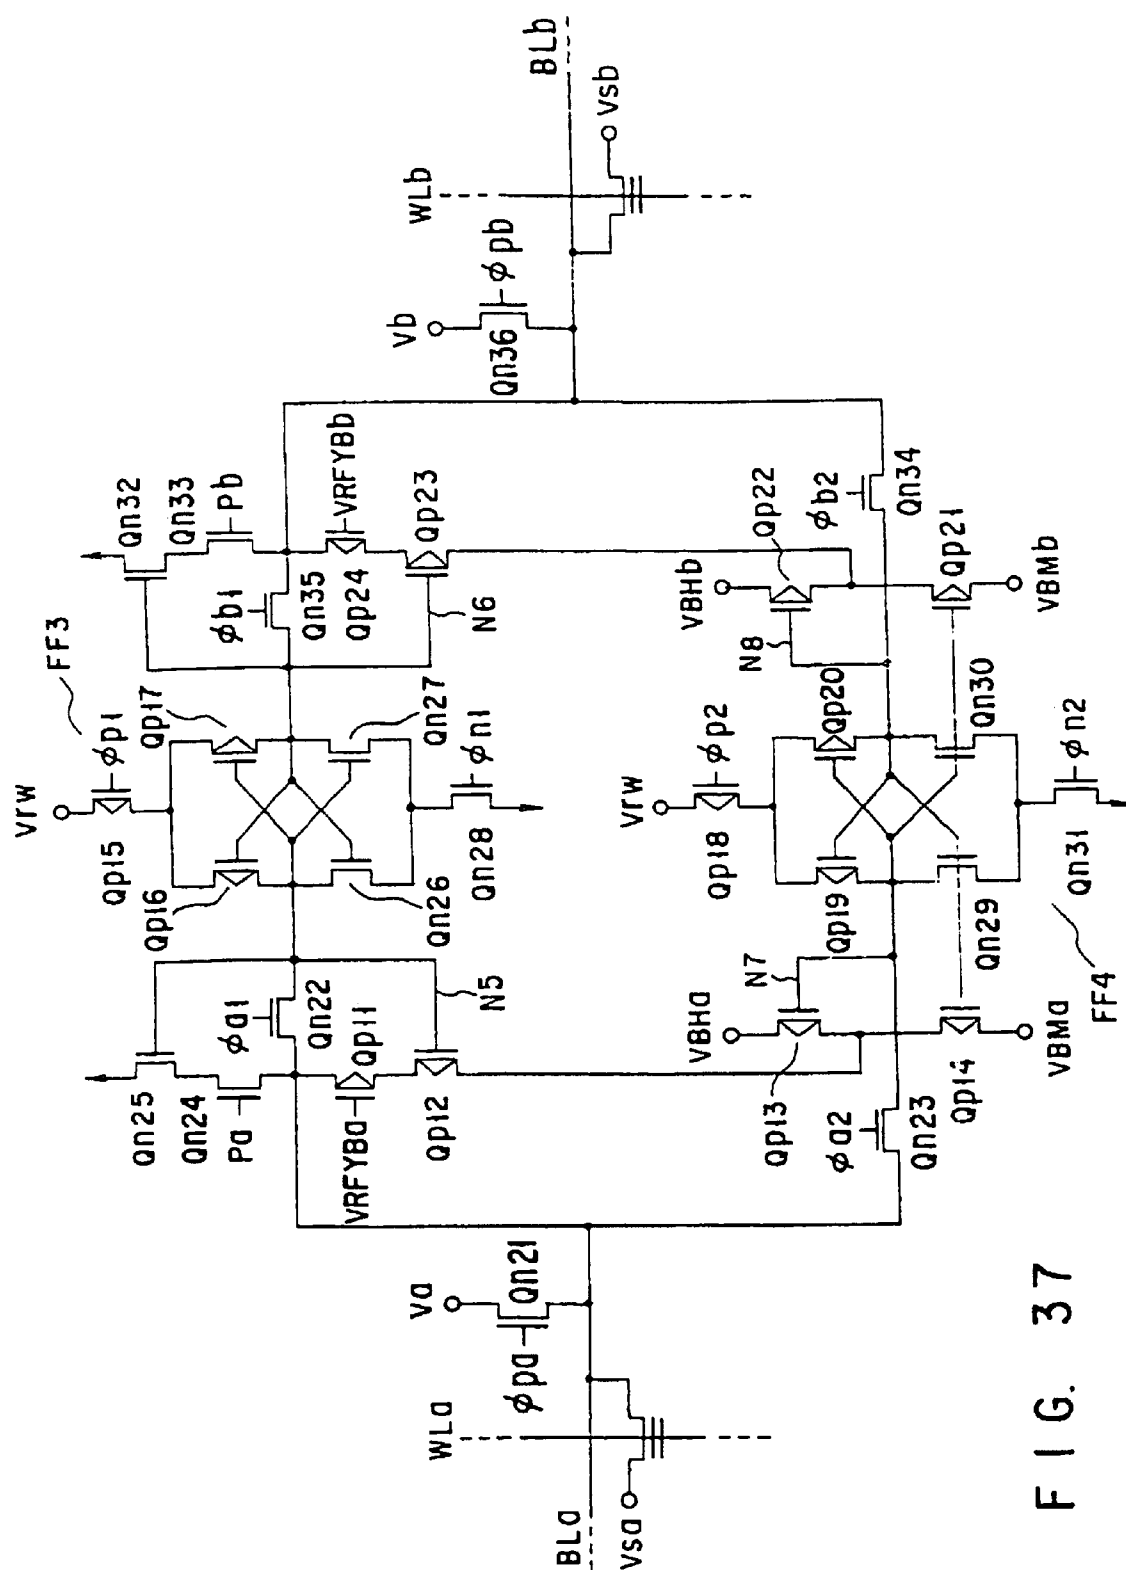 FF3
Vrw
φp1
Qp15
Qp16
Qp17
Qn26
Qn27
Qn28
φn1
Qn25
Qn24
Pa
φa1
Qn22
VRFYBa
Qp11
Qp12
N5
Qn32
Qn33
Pb
φb1
Qn35
VRFYBb
Qp24
Qp23
N6
Va
φpa
Qn21
WLa
BLa
Vsa
Vb
φpb
Qn36
WLb
BLb
Vsb
Vrw
φp2
Qp18
Qp19
Qp20
Qn29
Qn30
Qn31
φn2
FF4
VBHa
N7
Qp13
φa2
Qn23
Qp14
VBMa
VBHb
N8
Qp22
φb2
Qn34
Qp21
VBMb
FIG. 37